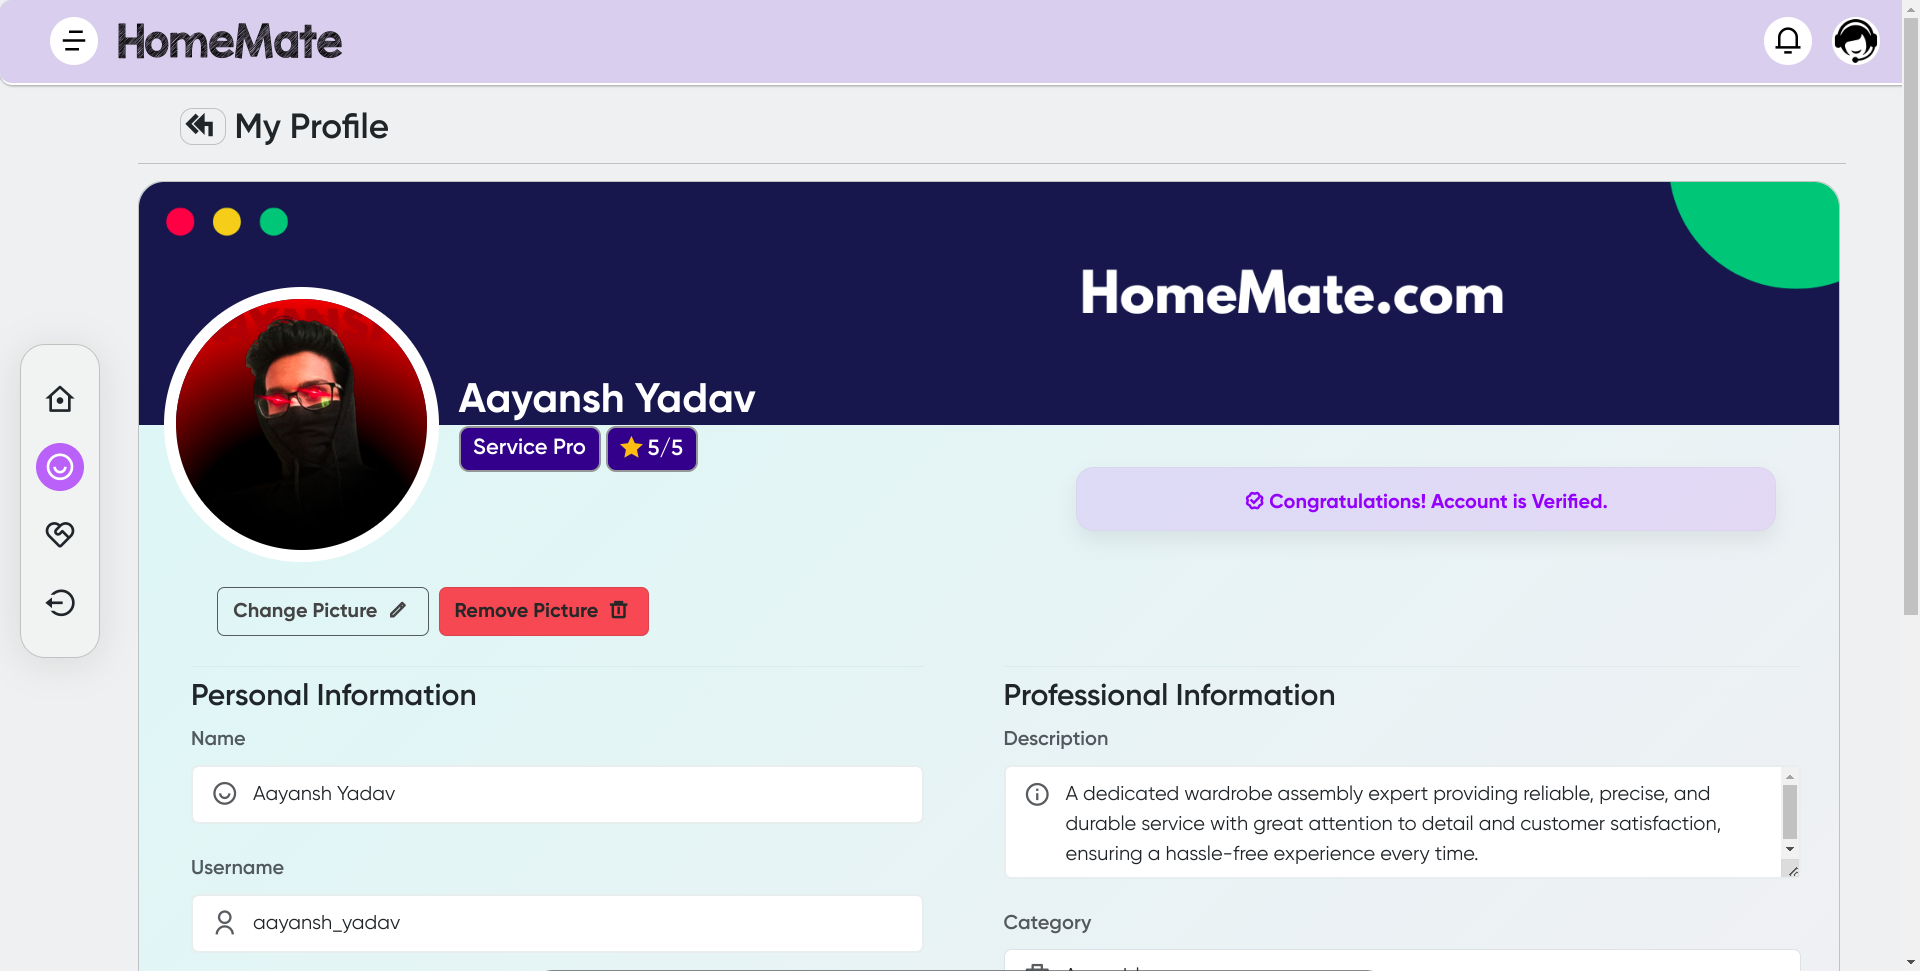 HomeMate
My Profile
HomeMate.com
Aayansh Yadav
Service Pro
5/5
Congratulations! Account is Verified.
Change Picture
Remove Picture
Personal Information
Name
Aayansh Yadav
Username
aayansh_yadav
Professional Information
Description
A dedicated wardrobe assembly expert providing reliable, precise, and
durable service with great attention to detail and customer satisfaction,
ensuring a hassle-free experience every time.
Category